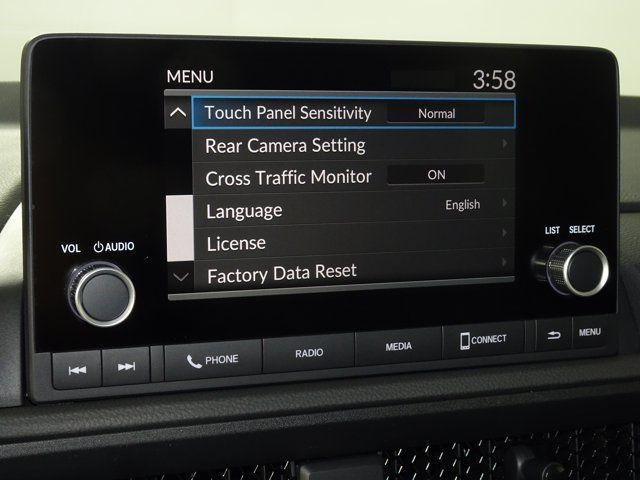 MENU 3:58
Touch Panel Sensitivity Normal
Rear Camera Setting
Cross Traffic Monitor ON
Language English
License
Factory Data Reset
VOL AUDIO
LIST SELECT
PHONE RADIO MEDIA CONNECT MENU